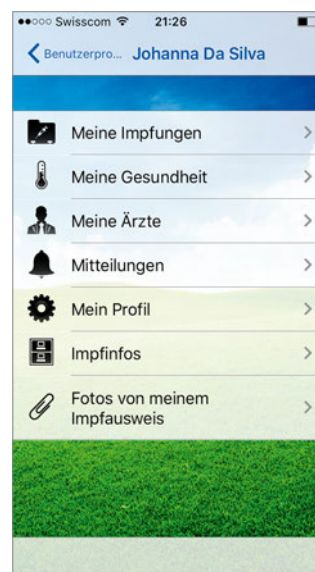 Swisscom 21:26
Benutzerpro... Johanna Da Silva
Meine Impfungen
Meine Gesundheit
Meine Ärzte
Mitteilungen
Mein Profil
Impfinfos
Fotos von meinem
Impfausweis